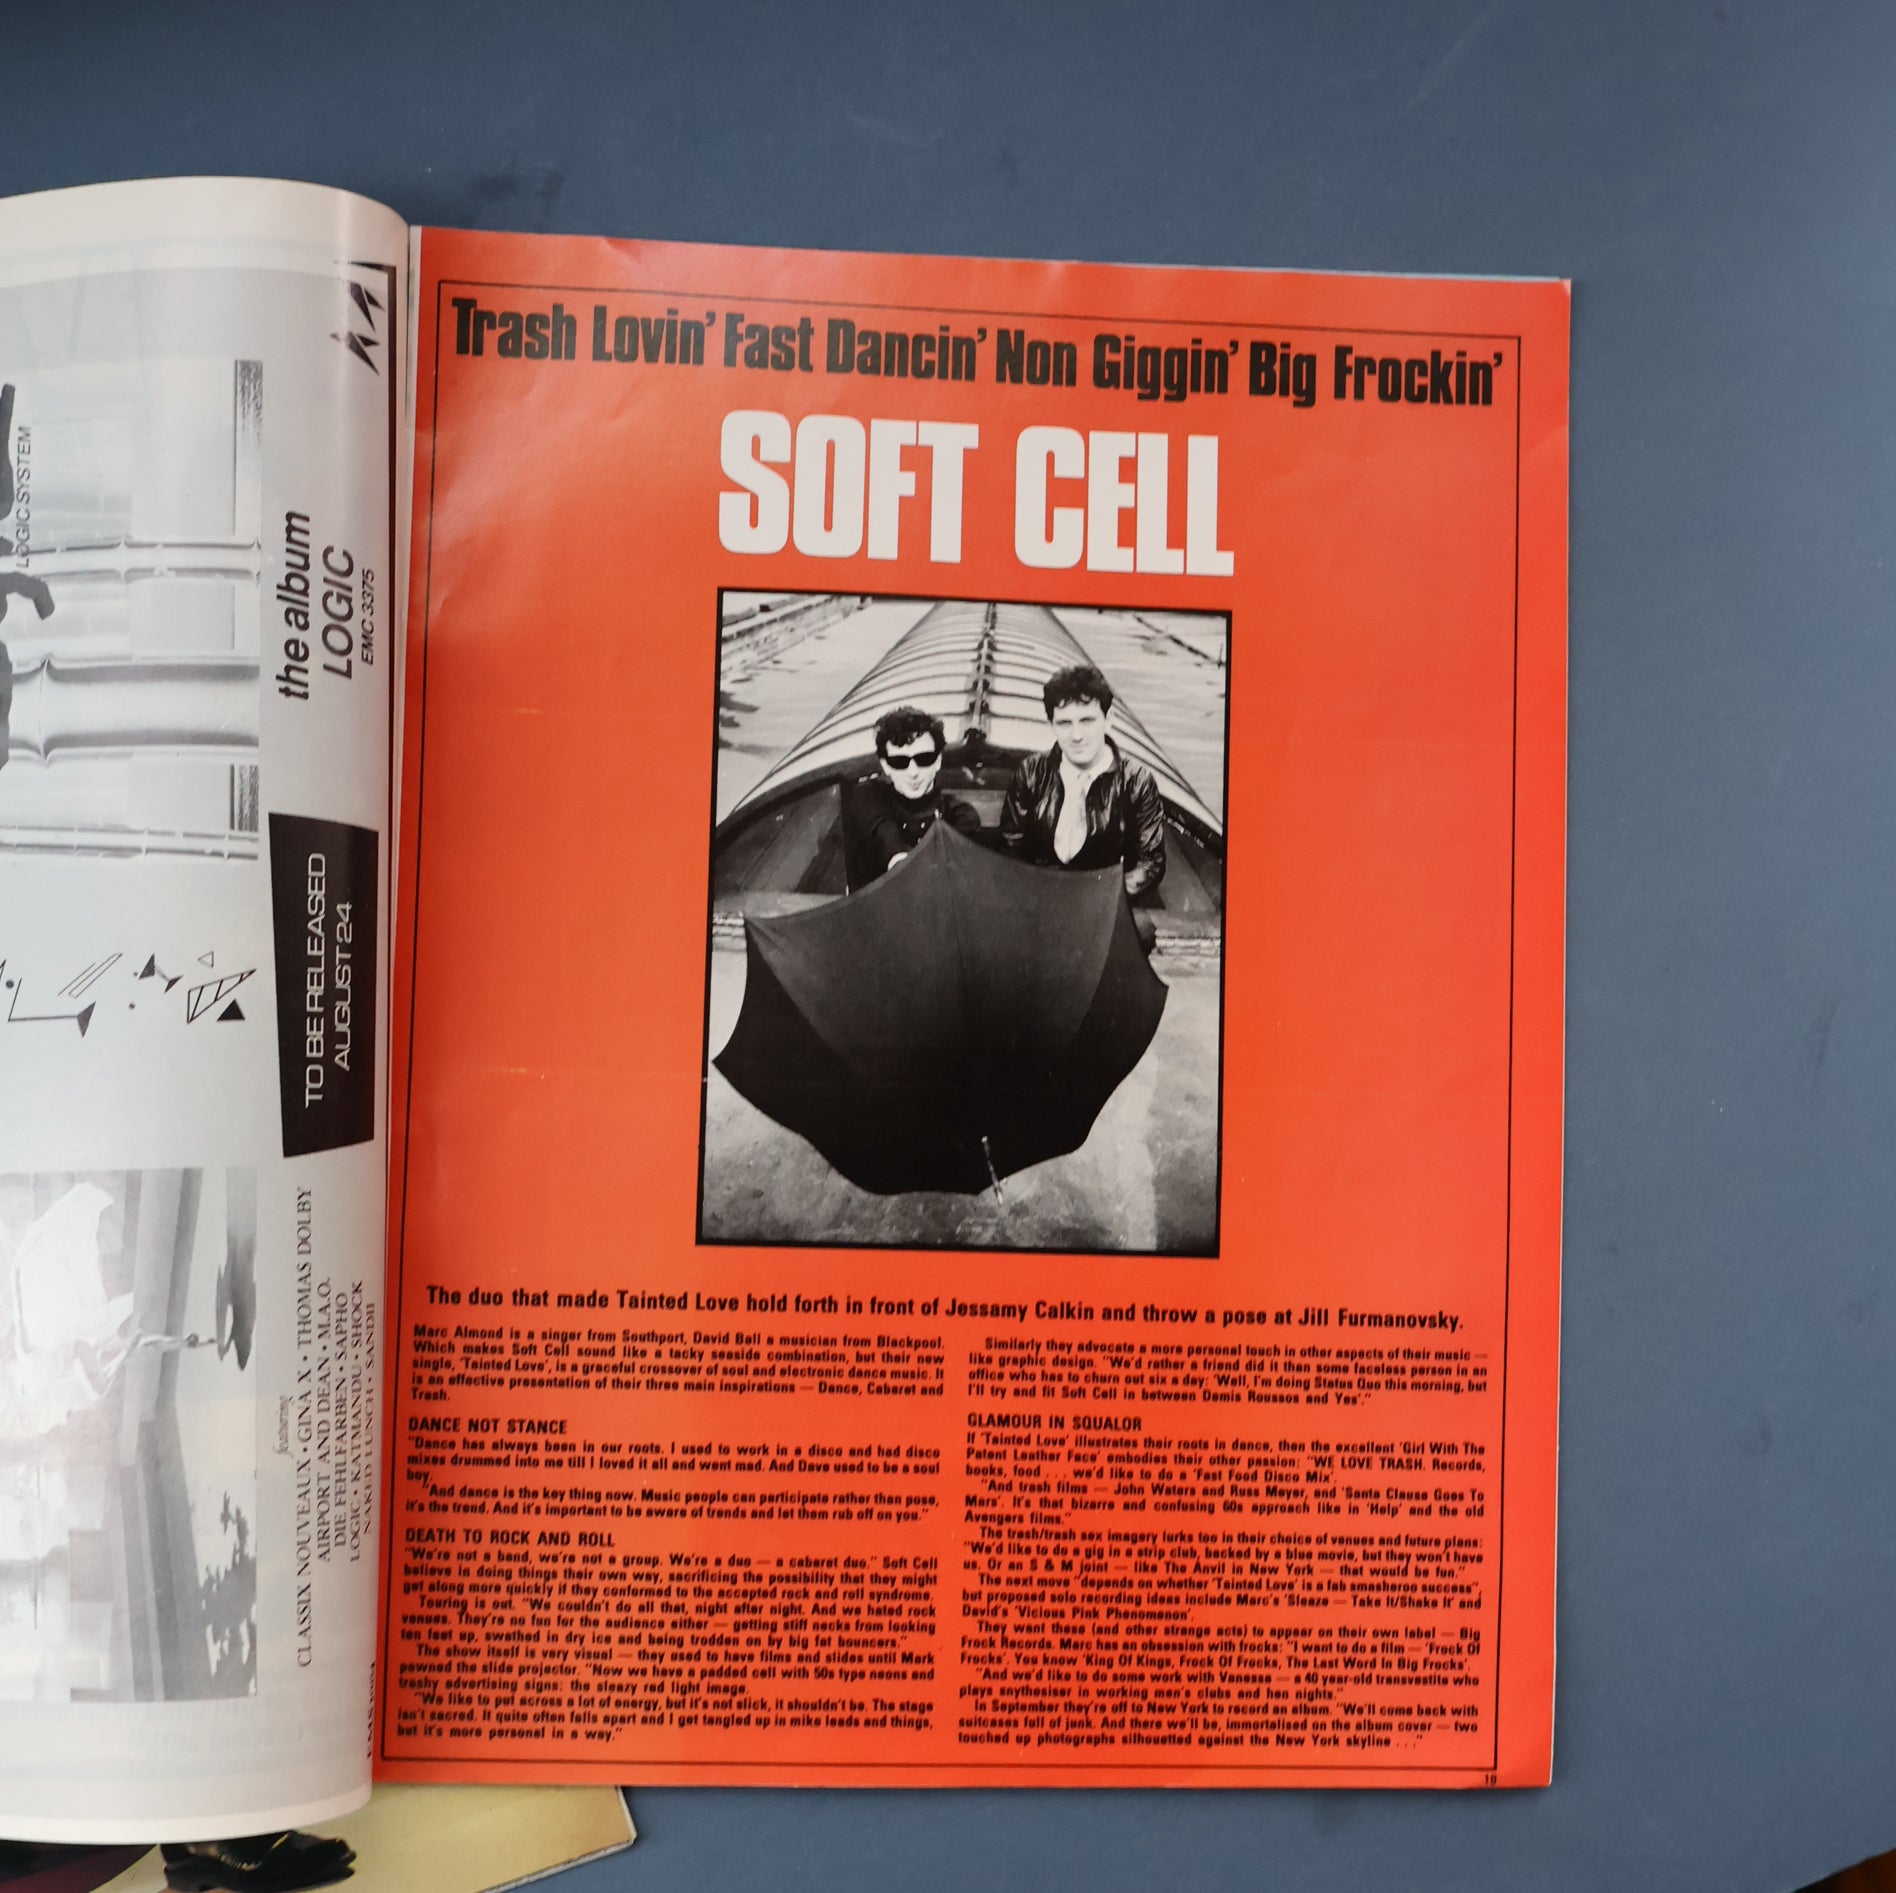 LOGIC SYSTEM
the album
LOGIC
EMC 3375
TO BE RELEASED
AUGUST 24
featuring
CLASSIX NOUVEAUX • GINA X • THOMAS DOLBY
AIRPORT AND DEAN • M.A.O.
DIE FEHLFARBEN • SAPHO
LOGIC • KATMANDU • SHOCK
NAKED LUNCH • SANDII
Trash Lovin' Fast Dancin' Non Giggin' Big Frockin'
SOFT CELL
The duo that made Tainted Love hold forth in front of Jessamy Calkin and throw a pose at Jill Furmanovsky.
Marc Almond is a singer from Southport, David Ball a musician from Blackpool.
Which makes Soft Cell sound like a tacky seaside combination, but their new
single, 'Tainted Love', is a graceful crossover of soul and electronic dance music. It
is an effective presentation of their three main inspirations — Dance, Cabaret and
Trash.
DANCE NOT STANCE
"Dance has always been in our roots. I used to work in a disco and had disco
mixes drummed into me till I loved it all and went mad. And Dave used to be a soul
boy.
"And dance is the key thing now. Music people can participate rather than pose,
it's the trend. And it's important to be aware of trends and let them rub off on you."
DEATH TO ROCK AND ROLL
"We're not a band, we're not a group. We're a duo — a cabaret duo." Soft Cell
believe in doing things their own way, sacrificing the possibility that they might
get along more quickly if they conformed to the accepted rock and roll syndrome.
Touring is out. "We couldn't do all that, night after night. And we hated rock
venues. They're no fun for the audience either — getting stiff necks from looking
ten feet up, swathed in dry ice and being trodden on by big fat bouncers."
The show itself is very visual — they used to have films and slides until Mark
pawned the slide projector. "Now we have a padded cell with 50s type neons and
trashy advertising signs: the sleazy red light image.
"We like to put across a lot of energy, but it's not slick, it shouldn't be. The stage
isn't sacred. It quite often falls apart and I get tangled up in mike leads and things,
but it's more personal in a way."
Similarly they advocate a more personal touch in other aspects of their music —
like graphic design. "We'd rather a friend did it than some faceless person in an
office who has to churn out six a day: 'Well, I'm doing Status Quo this morning, but
I'll try and fit Soft Cell in between Demis Roussos and Yes'."
GLAMOUR IN SQUALOR
If 'Tainted Love' illustrates their roots in dance, then the excellent 'Girl With The
Patent Leather Face' embodies their other passion: "WE LOVE TRASH. Records,
books, food . . . we'd like to do a 'Fast Food Disco Mix'.
"And trash films — John Waters and Russ Meyer, and 'Santa Clause Goes To
Mars'. It's that bizarre and confusing 60s approach like in 'Help' and the old
Avengers films."
The trash/trash sex imagery lurks too in their choice of venues and future plans:
"We'd like to do a gig in a strip club, backed by a blue movie, but they won't have
us. Or an S & M joint — like The Anvil in New York — that would be fun."
The next move "depends on whether 'Tainted Love' is a fab smasheroo success",
but proposed solo recording ideas include Marc's 'Sleaze — Take It/Shake It' and
David's 'Vicious Pink Phenomenon'.
They want these (and other strange acts) to appear on their own label — Big
Frock Records. Marc has an obsession with frocks: "I want to do a film — 'Frock Of
Frocks'. You know 'King Of Kings, Frock Of Frocks, The Last Word In Big Frocks'.
"And we'd like to do some work with Vanessa — a 40 year-old transvestite who
plays snythesiser in working men's clubs and hen nights."
In September they're off to New York to record an album. "We'll come back with
suitcases full of junk. And there we'll be, immortalised on the album cover — two
touched up photographs silhouetted against the New York skyline . . ."
19